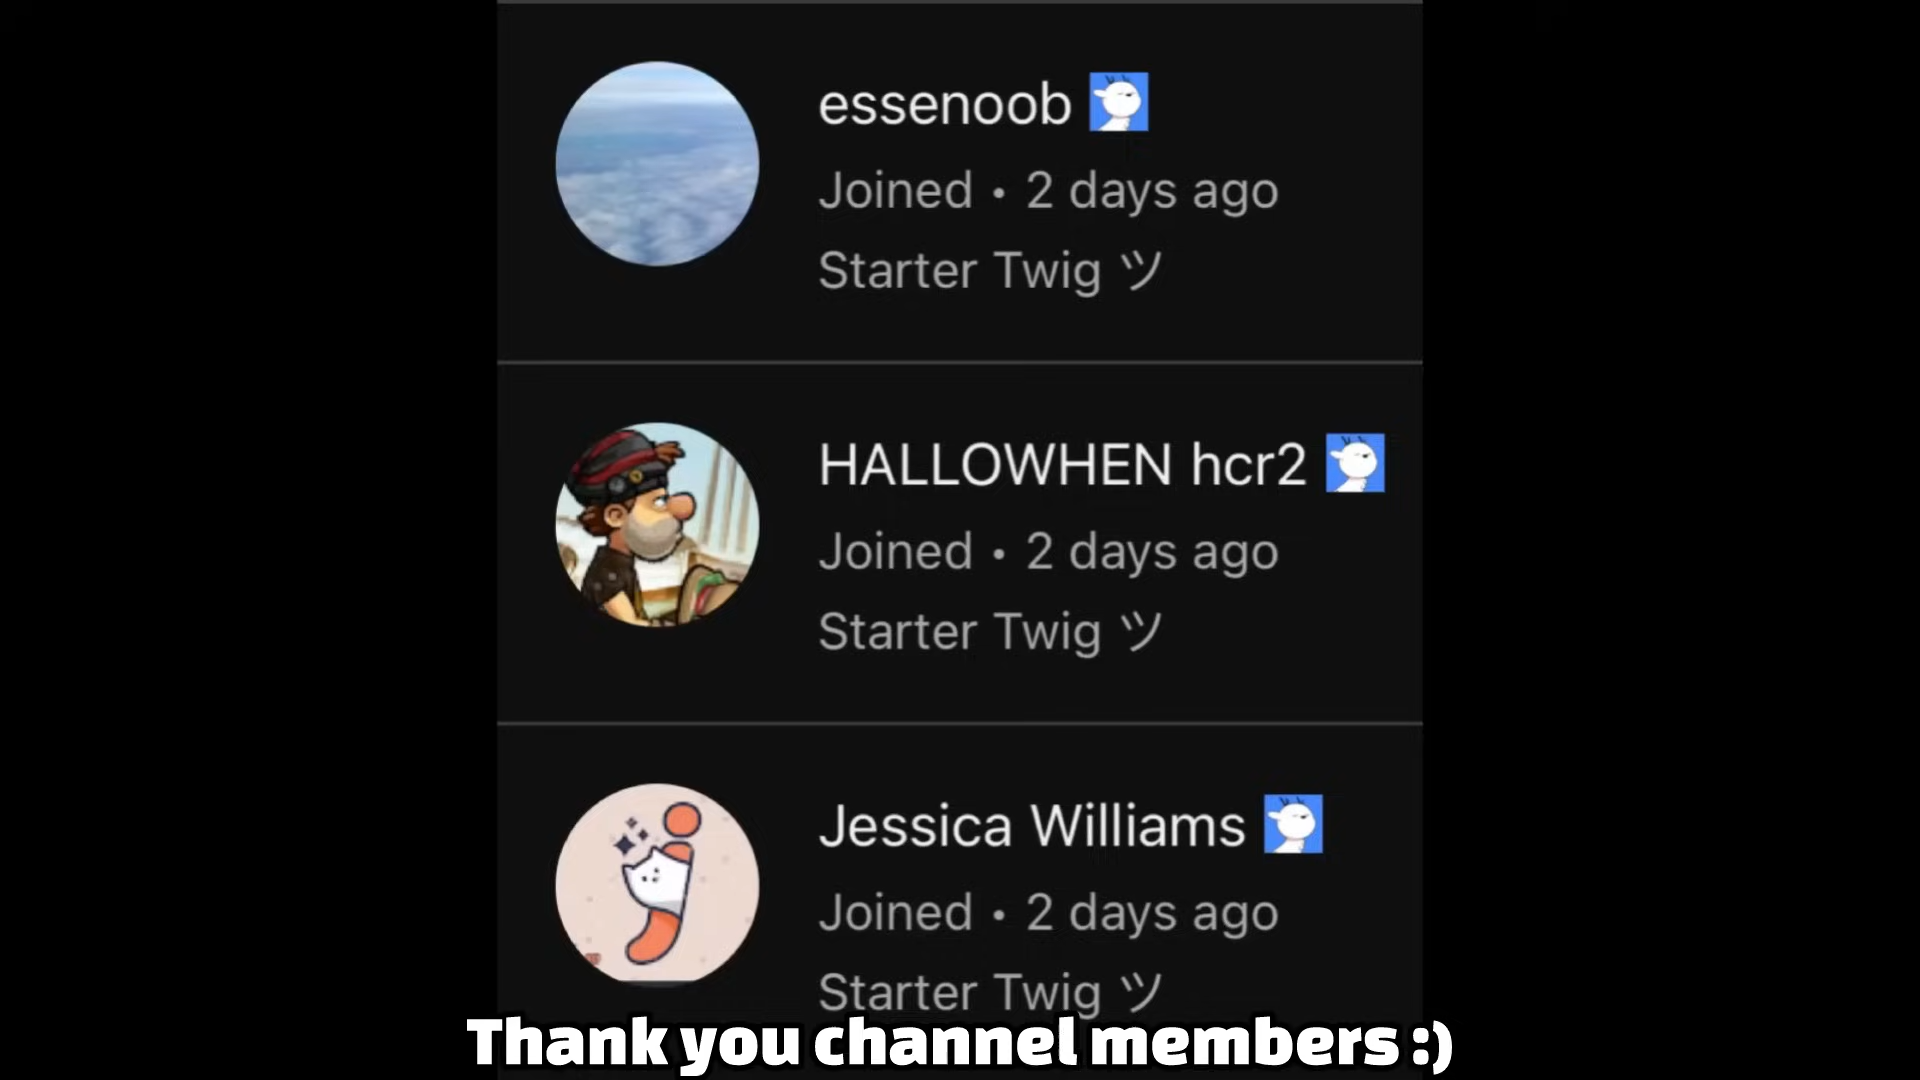 essenoob
Joined • 2 days ago
Starter Twig ツ
HALLOWHEN hcr2
Joined • 2 days ago
Starter Twig ツ
Jessica Williams
Joined • 2 days ago
Starter Twig ツ
Thank you channel members :)